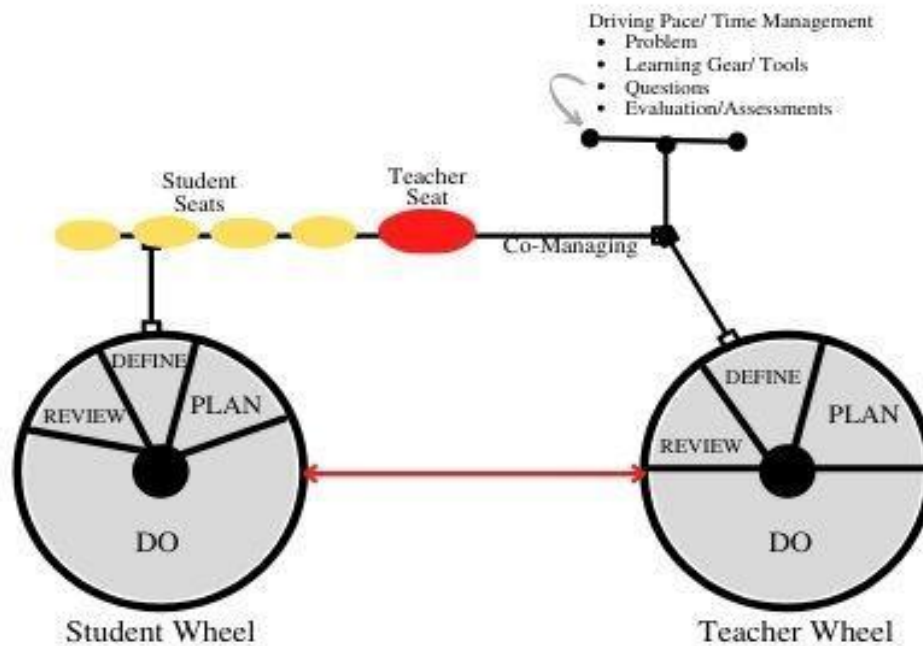 Driving Pace/ Time Management
• Problem
• Learning Gear/ Tools
• Questions
• Evaluation/Assessments
Student
Seats
Teacher
Seat
Co-Managing
DEFINE
REVIEW
PLAN
DO
Student Wheel
DEFINE
PLAN
REVIEW
DO
Teacher Wheel